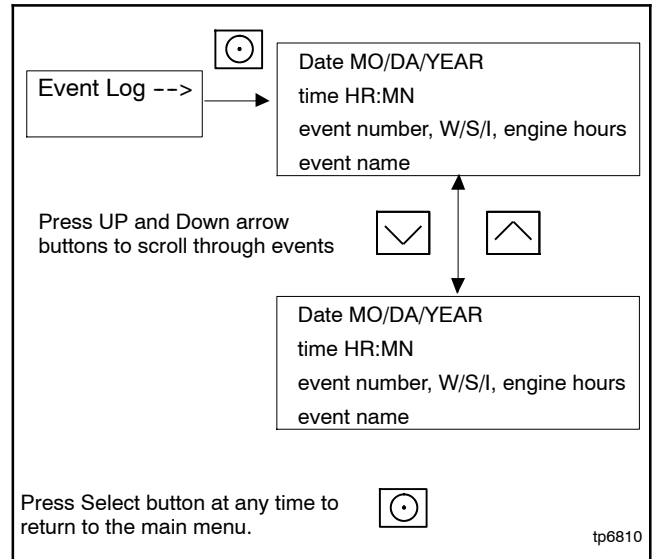 Event Log -->
Date MO/DA/YEAR
time HR:MN
event number, W/S/I, engine hours
event name
Press UP and Down arrow
buttons to scroll through events
Date MO/DA/YEAR
time HR:MN
event number, W/S/I, engine hours
event name
Press Select button at any time to
return to the main menu.
tp6810